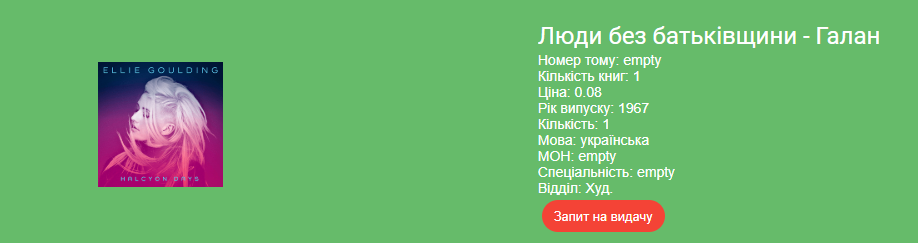 ELLIE GOULDING
HALCYON DAYS
Люди без батьківщини - Галан
Номер тому: empty
Кількість книг: 1
Ціна: 0.08
Рік випуску: 1967
Кількість: 1
Мова: українська
МОН: empty
Спеціальність: empty
Відділ: Худ.
Запит на видачу